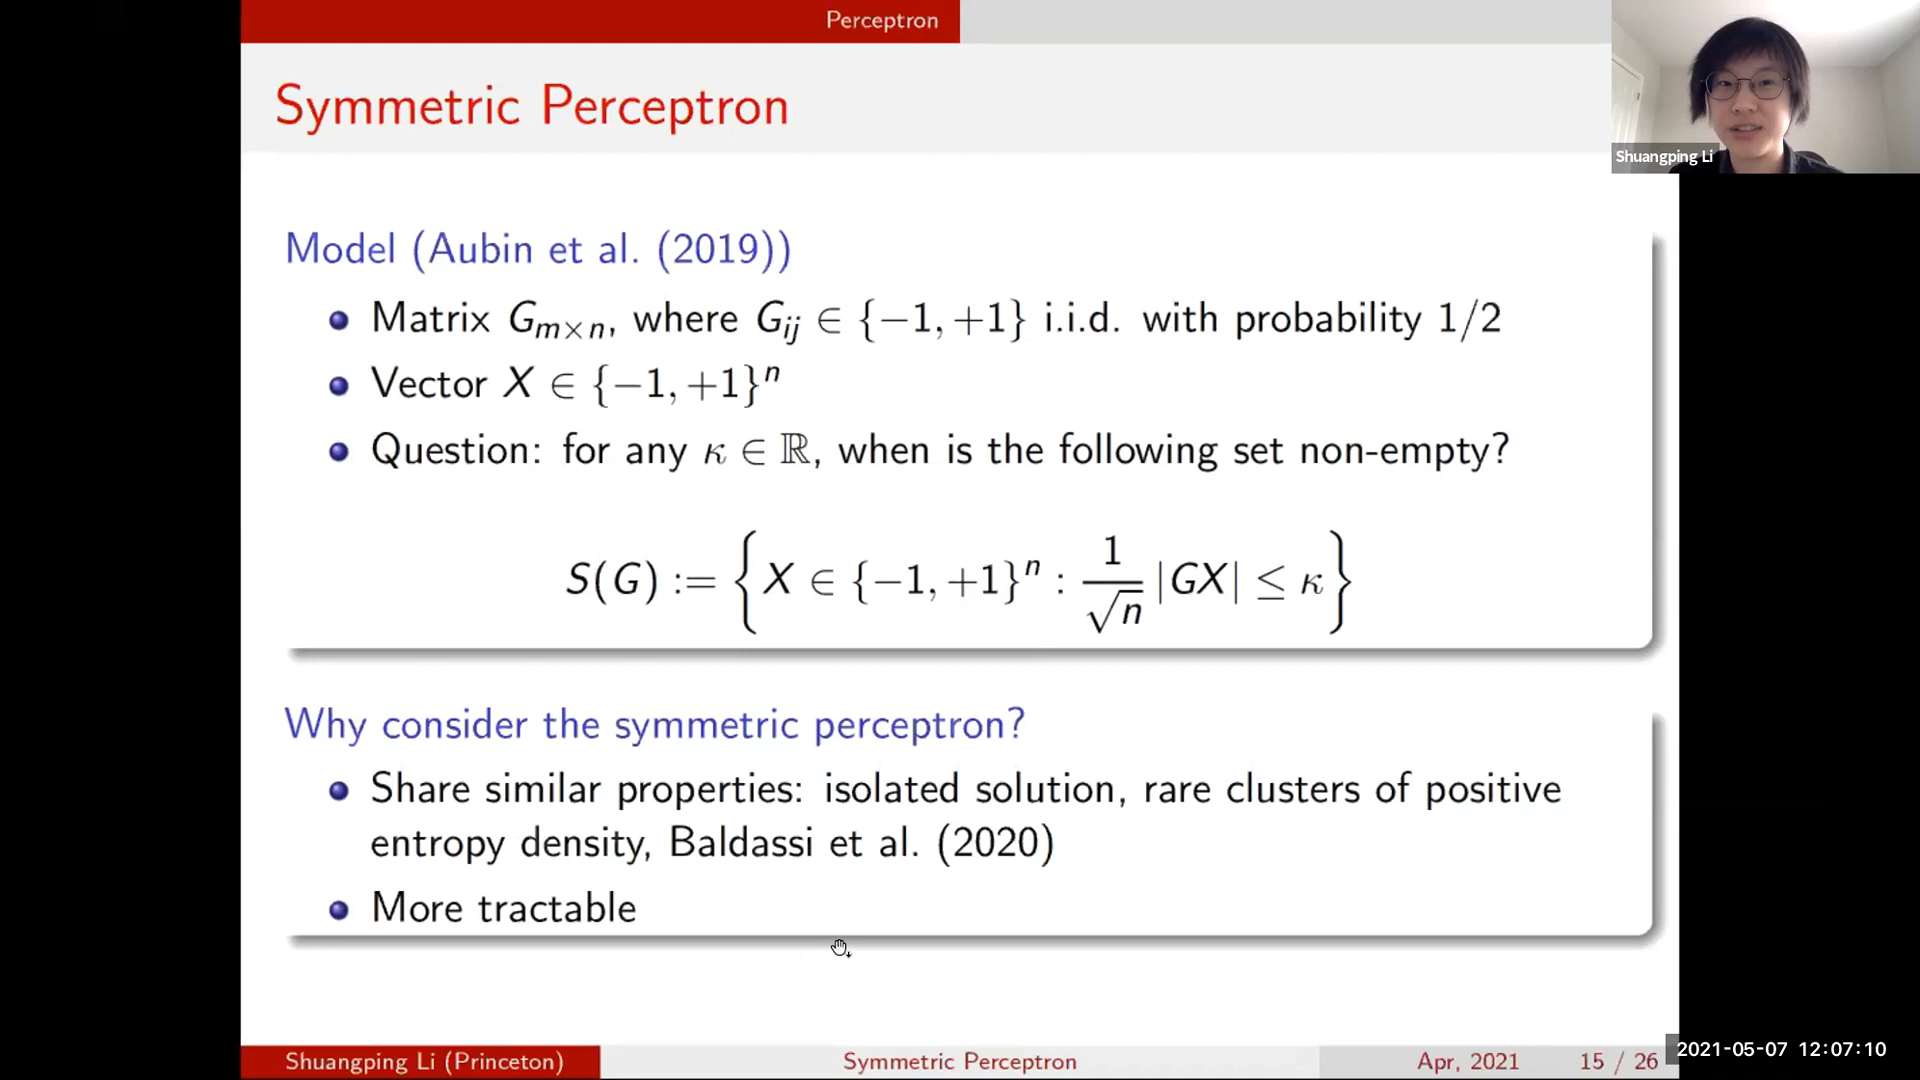 Perceptron
Symmetric Perceptron
Shuangping Li
Model (Aubin et al. (2019))
Matrix G_{m×n}, where G_{ij} ∈ {−1, +1} i.i.d. with probability 1/2
Vector X ∈ {−1, +1}^n
Question: for any κ ∈ ℝ, when is the following set non-empty?
S(G) := { X ∈ {−1, +1}^n : \frac{1}{\sqrt{n}} |GX| ≤ κ }
Why consider the symmetric perceptron?
Share similar properties: isolated solution, rare clusters of positive
entropy density, Baldassi et al. (2020)
More tractable
Shuangping Li (Princeton) Symmetric Perceptron Apr, 2021 15 / 26
2021-05-07 12:07:10